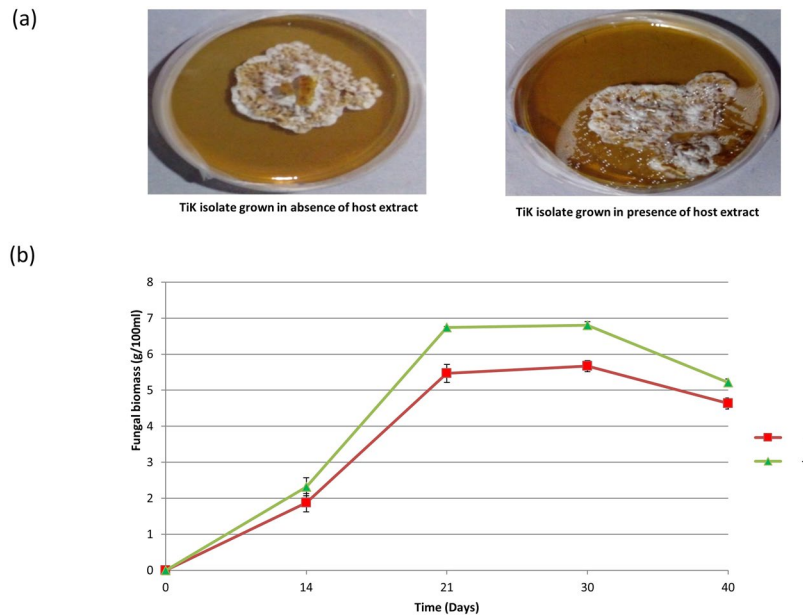 (a)
TiK isolate grown in absence of host extract
TiK isolate grown in presence of host extract
(b)
Fungal biomass (g/100ml)
8
7
6
5
4
3
2
1
0
0 14 21 30 40
Time (Days)